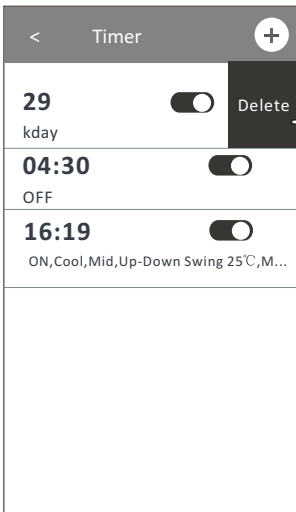 < Timer +
29
Delete
kday
04:30
OFF
16:19
ON,Cool,Mid,Up-Down Swing 25℃,M...